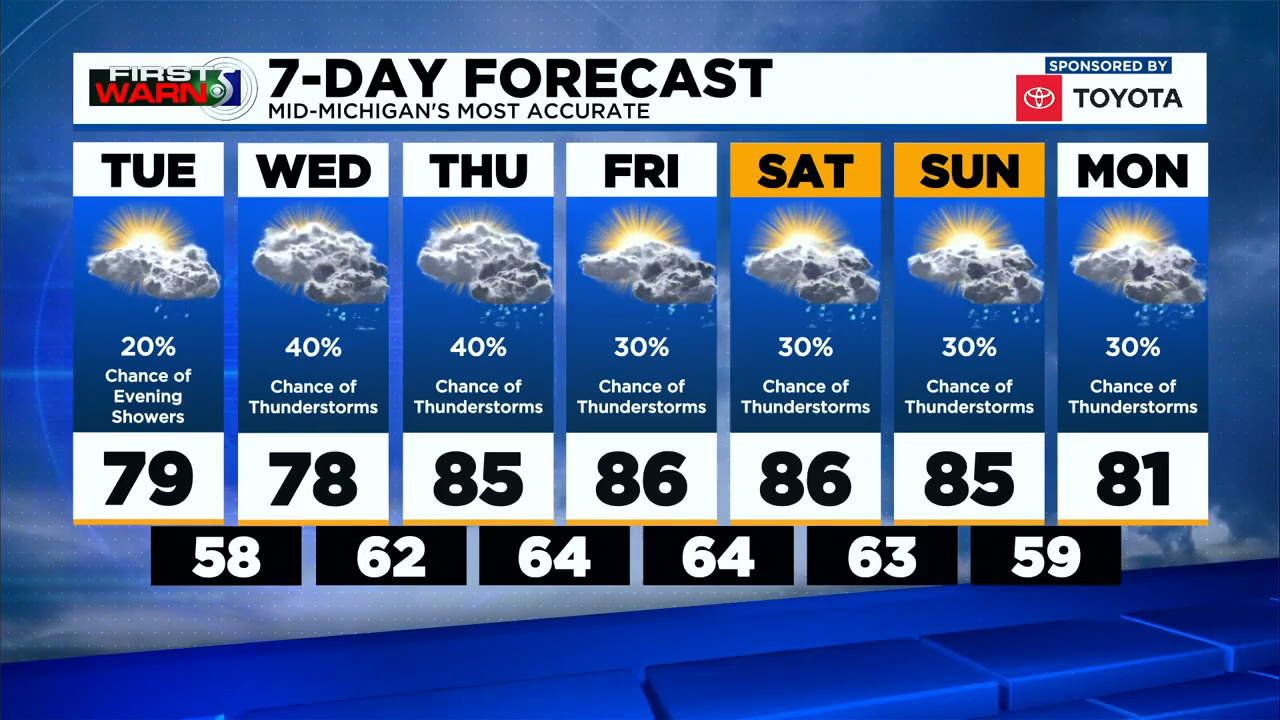 FIRST
WARN 5
7-DAY FORECAST
MID-MICHIGAN'S MOST ACCURATE
SPONSORED BY
TOYOTA
TUE
WED
THU
FRI
SAT
SUN
MON
20%
40%
40%
30%
30%
30%
30%
Chance of
Evening
Showers
Chance of
Thunderstorms
Chance of
Thunderstorms
Chance of
Thunderstorms
Chance of
Thunderstorms
Chance of
Thunderstorms
Chance of
Thunderstorms
79
78
85
86
86
85
81
58
62
64
64
63
59